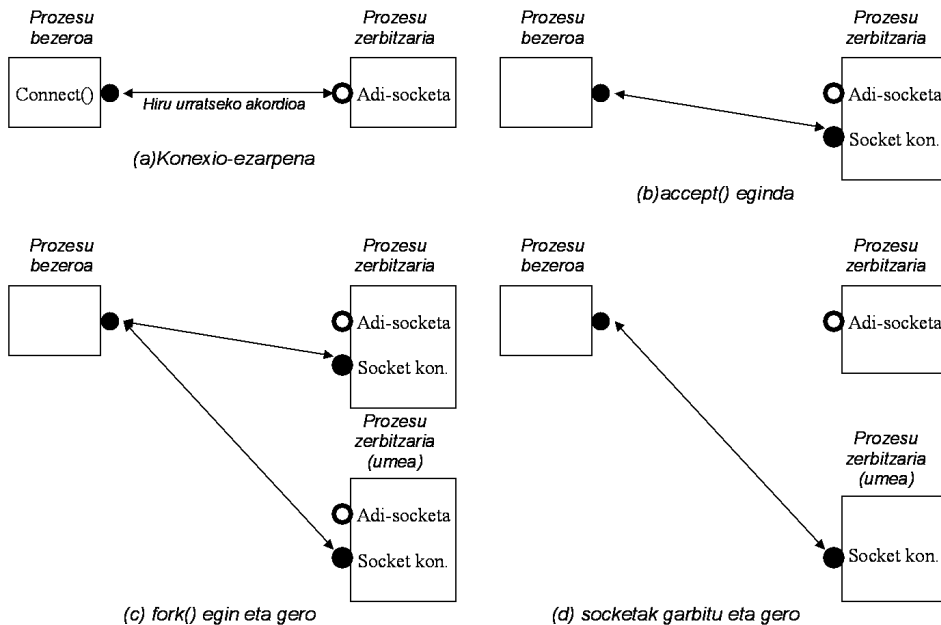 Prozesu
bezeroa
Connect()
Hiru urratseko akordioa
Prozesu
zerbitzaria
Adi-socketa
(a)Konexio-ezarpena
Prozesu
bezeroa
Prozesu
zerbitzaria
Adi-socketa
Socket kon.
(b)accept() eginda
Prozesu
bezeroa
Prozesu
zerbitzaria
Adi-socketa
Socket kon.
Prozesu
zerbitzaria
(umea)
Adi-socketa
Socket kon.
(c) fork() egin eta gero
Prozesu
bezeroa
Prozesu
zerbitzaria
Adi-socketa
Prozesu
zerbitzaria
(umea)
Socket kon.
(d) socketak garbitu eta gero